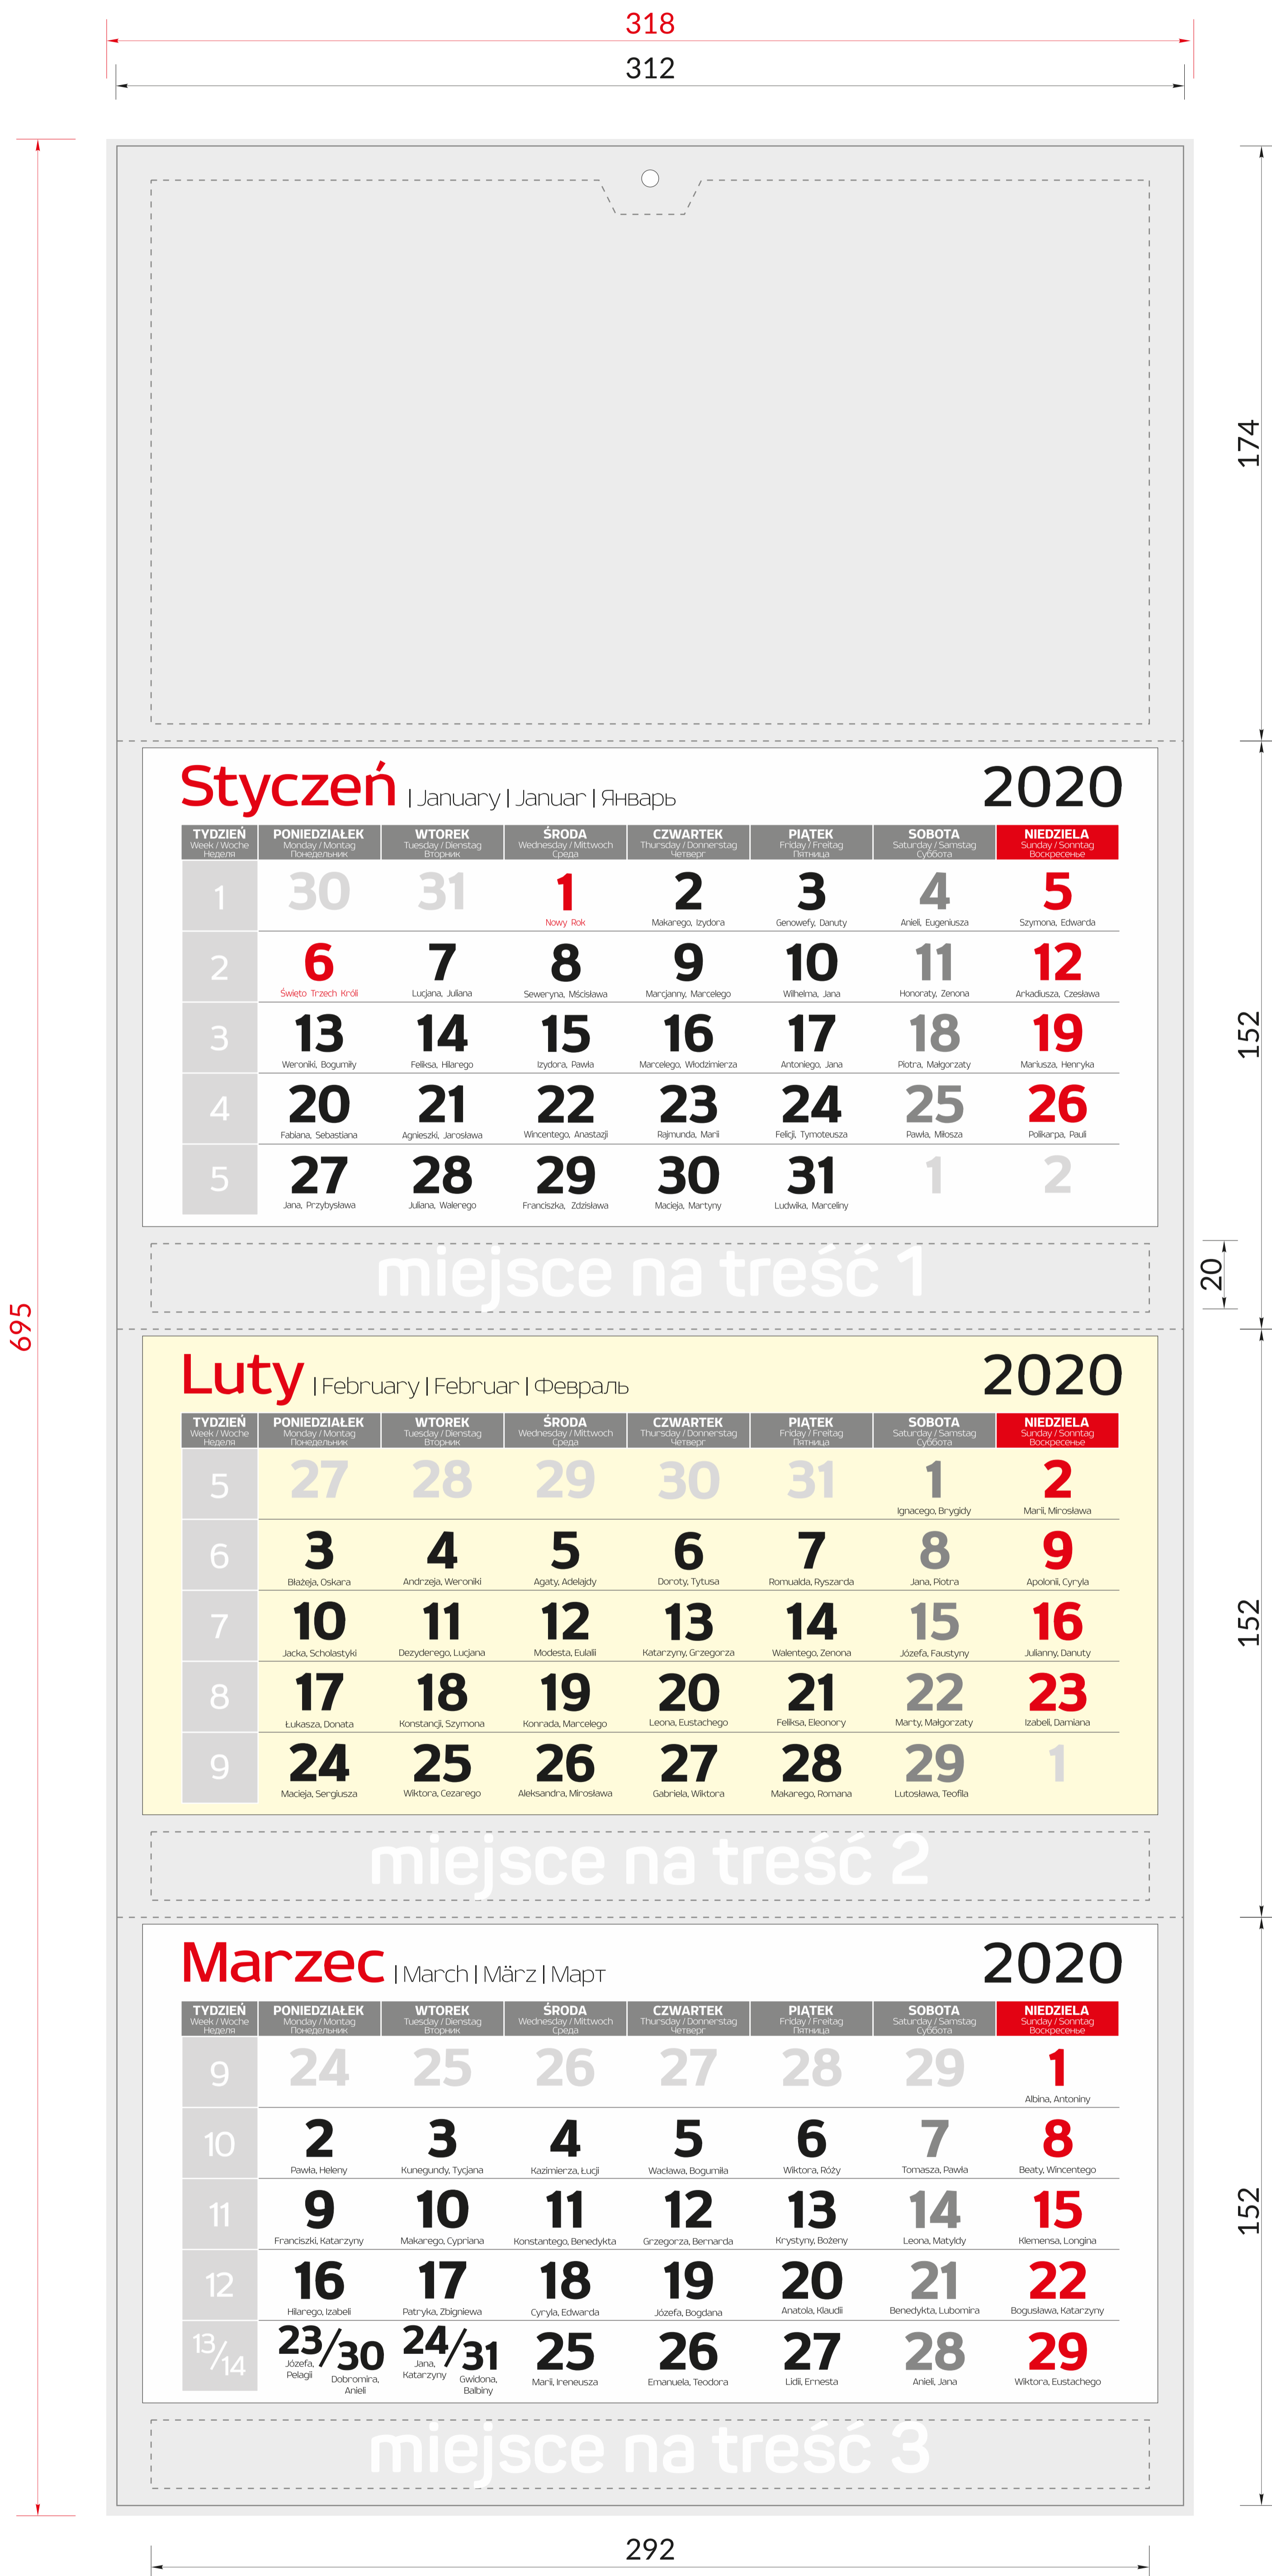 318
312
174
Styczeń | January | Januar | Январь 2020
TYDZIEŃ PONIEDZIAŁEK WTOREK ŚRODA CZWARTEK PIĄTEK SOBOTA NIEDZIELA
Week / Woche Monday / Montag Tuesday / Dienstag Wednesday / Mittwoch Thursday / Donnerstag Friday / Freitag Saturday / Samstag Sunday / Sonntag
Неделя Понедельник Вторник Среда Четверг Пятница Суббота Воскресенье
1 30 31 1 2 3 4 5
Nowy Rok Makarego, Izydora Genowefy, Danuty Anieli, Eugeniusza Szymona, Edwarda
2 6 7 8 9 10 11 12
Święto Trzech Króli Lucjana, Juliana Seweryna, Mścisława Marcjanny, Marcelego Wilhelma, Jana Honoraty, Zenona Arkadiusza, Czesława
152
3 13 14 15 16 17 18 19
Weroniki, Bogumiły Feliksa, Hilarego Izydora, Pawła Marcelego, Włodzimierza Antoniego, Jana Piotra, Małgorzaty Mariusza, Henryka
4 20 21 22 23 24 25 26
Fabiana, Sebastiana Agnieszki, Jarosława Wincentego, Anastazji Rajmunda, Marii Felicji, Tymoteusza Pawła, Miłosza Polikarpa, Pauli
5 27 28 29 30 31 1 2
Jana, Przybysława Juliana, Walerego Franciszka, Zdzisława Macieja, Martyny Ludwika, Marceliny
miejsce na treść 1
20
695
Luty | February | Februar | Февраль 2020
TYDZIEŃ PONIEDZIAŁEK WTOREK ŚRODA CZWARTEK PIĄTEK SOBOTA NIEDZIELA
Week / Woche Monday / Montag Tuesday / Dienstag Wednesday / Mittwoch Thursday / Donnerstag Friday / Freitag Saturday / Samstag Sunday / Sonntag
Неделя Понедельник Вторник Среда Четверг Пятница Суббота Воскресенье
5 27 28 29 30 31 1 2
Ignacego, Brygidy Marii, Mirosława
6 3 4 5 6 7 8 9
Błażeja, Oskara Andrzeja, Weroniki Agaty, Adelajdy Doroty, Tytusa Romualda, Ryszarda Jana, Piotra Apolonii, Cyryla
152
7 10 11 12 13 14 15 16
Jacka, Scholastyki Dezyderego, Lucjana Modesta, Eulalii Katarzyny, Grzegorza Walentego, Zenona Józefa, Faustyny Julianny, Danuty
8 17 18 19 20 21 22 23
Łukasza, Donata Konstancji, Szymona Konrada, Marcelego Leona, Eustachego Feliksa, Eleonory Marty, Małgorzaty Izabeli, Damiana
9 24 25 26 27 28 29 1
Macieja, Sergiusza Wiktora, Cezarego Aleksandra, Mirosława Gabriela, Wiktora Makarego, Romana Lutosława, Teofila
miejsce na treść 2
Marzec | March | März | Март 2020
TYDZIEŃ PONIEDZIAŁEK WTOREK ŚRODA CZWARTEK PIĄTEK SOBOTA NIEDZIELA
Week / Woche Monday / Montag Tuesday / Dienstag Wednesday / Mittwoch Thursday / Donnerstag Friday / Freitag Saturday / Samstag Sunday / Sonntag
Неделя Понедельник Вторник Среда Четверг Пятница Суббота Воскресенье
9 24 25 26 27 28 29 1
Albina, Antoniny
10 2 3 4 5 6 7 8
Pawła, Heleny Kunegundy, Tycjana Kazimierza, Łucji Wacława, Bogumiła Wiktora, Róży Tomasza, Pawła Beaty, Wincentego
152
11 9 10 11 12 13 14 15
Franciszki, Katarzyny Makarego, Cypriana Konstantego, Benedykta Grzegorza, Bernarda Krystyny, Bożeny Leona, Matyldy Klemensa, Longina
12 16 17 18 19 20 21 22
Hilarego, Izabeli Patryka, Zbigniewa Cyryla, Edwarda Józefa, Bogdana Anatola, Klaudii Benedykta, Lubomira Bogusława, Katarzyny
13/14 23/30 24/31 25 26 27 28 29
Józefa, Pelagii Dobromira, Anieli Jana, Katarzyny Gwidona, Balbiny Marii, Ireneusza Emanuela, Teodora Lidii, Ernesta Anieli, Jana Wiktora, Eustachego
miejsce na treść 3
292